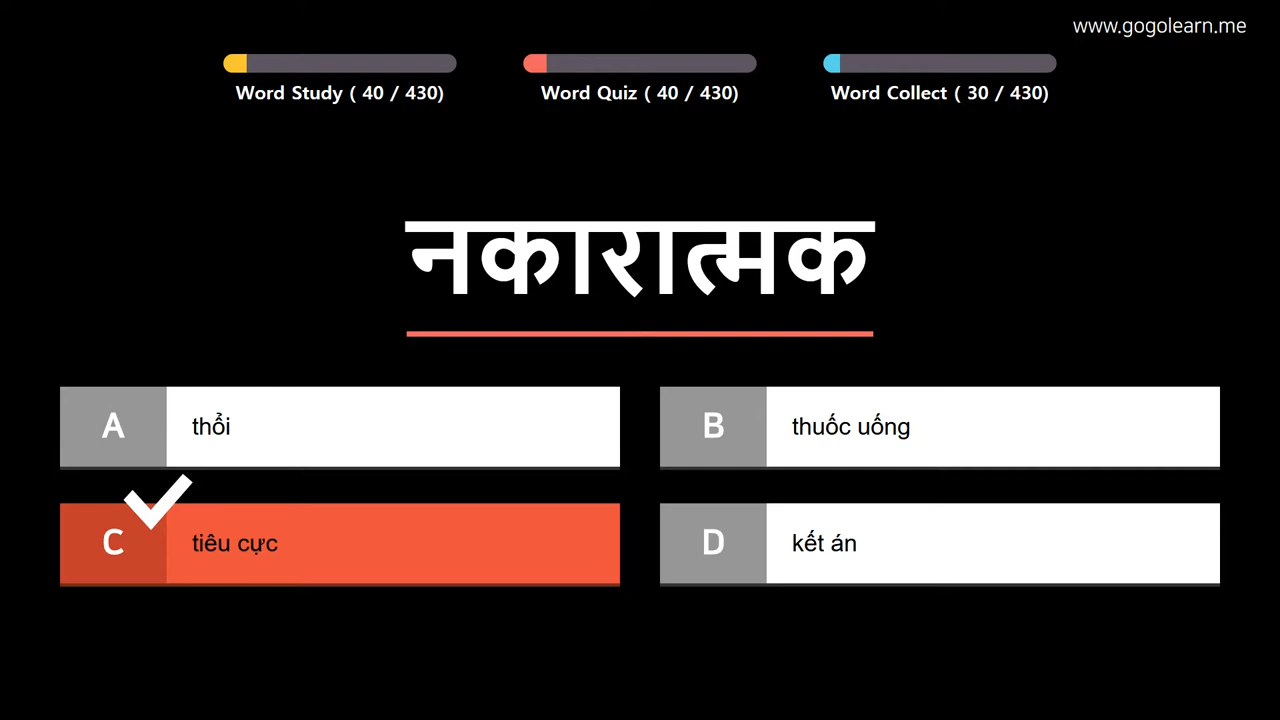 www.gogolearn.me
Word Study ( 40 / 430)
Word Quiz ( 40 / 430)
Word Collect ( 30 / 430)
नकारात्मक
A thổi
B thuốc uống
C tiêu cực
D kết án